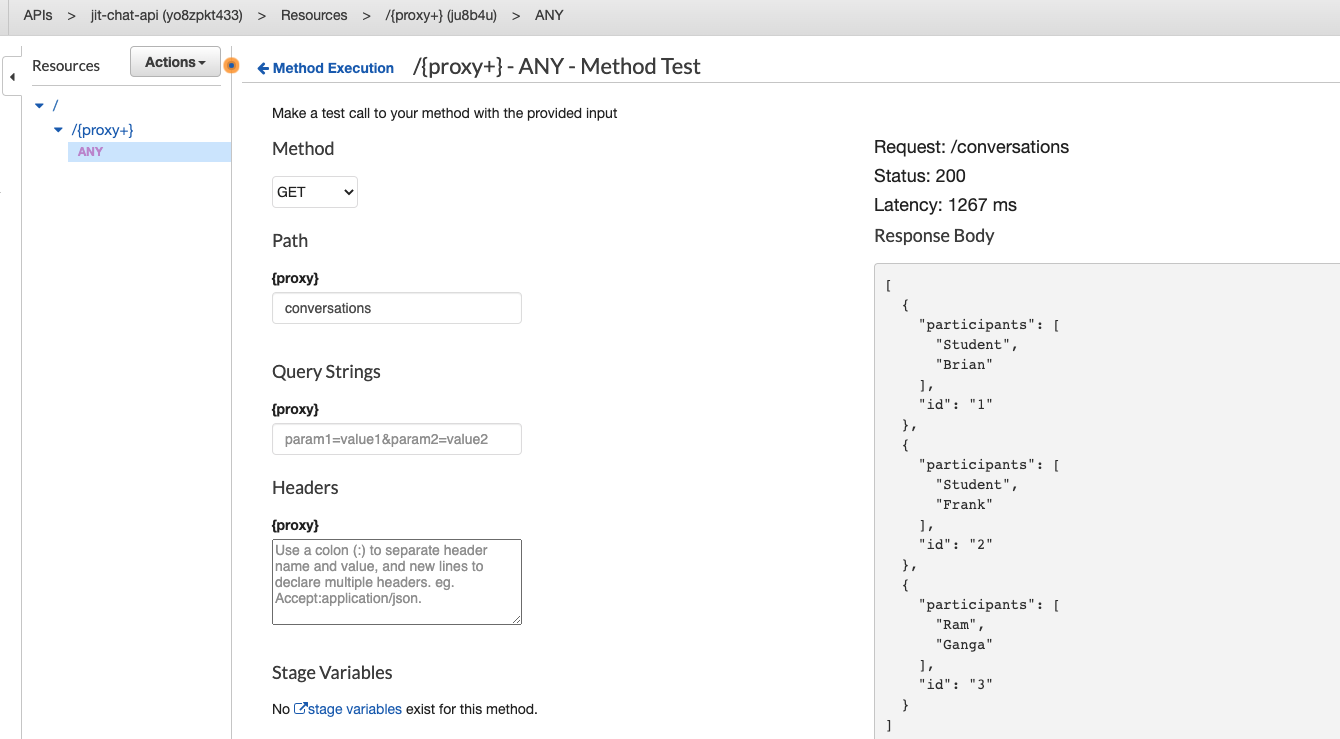 APIs > jit-chat-api (yo8zpkt433) > Resources > /{proxy+} (ju8b4u) > ANY
Resources
Actions
/
/{proxy+}
ANY
Method Execution /{proxy+} - ANY - Method Test
Make a test call to your method with the provided input
Method
GET
Path
{proxy}
conversations
Query Strings
{proxy}
param1=value1&param2=value2
Headers
{proxy}
Use a colon (:) to separate header
name and value, and new lines to
declare multiple headers. eg.
Accept:application/json.
Stage Variables
No stage variables exist for this method.
Request: /conversations
Status: 200
Latency: 1267 ms
Response Body
[
{
"participants": [
"Student",
"Brian"
],
"id": "1"
},
{
"participants": [
"Student",
"Frank"
],
"id": "2"
},
{
"participants": [
"Ram",
"Ganga"
],
"id": "3"
}
]